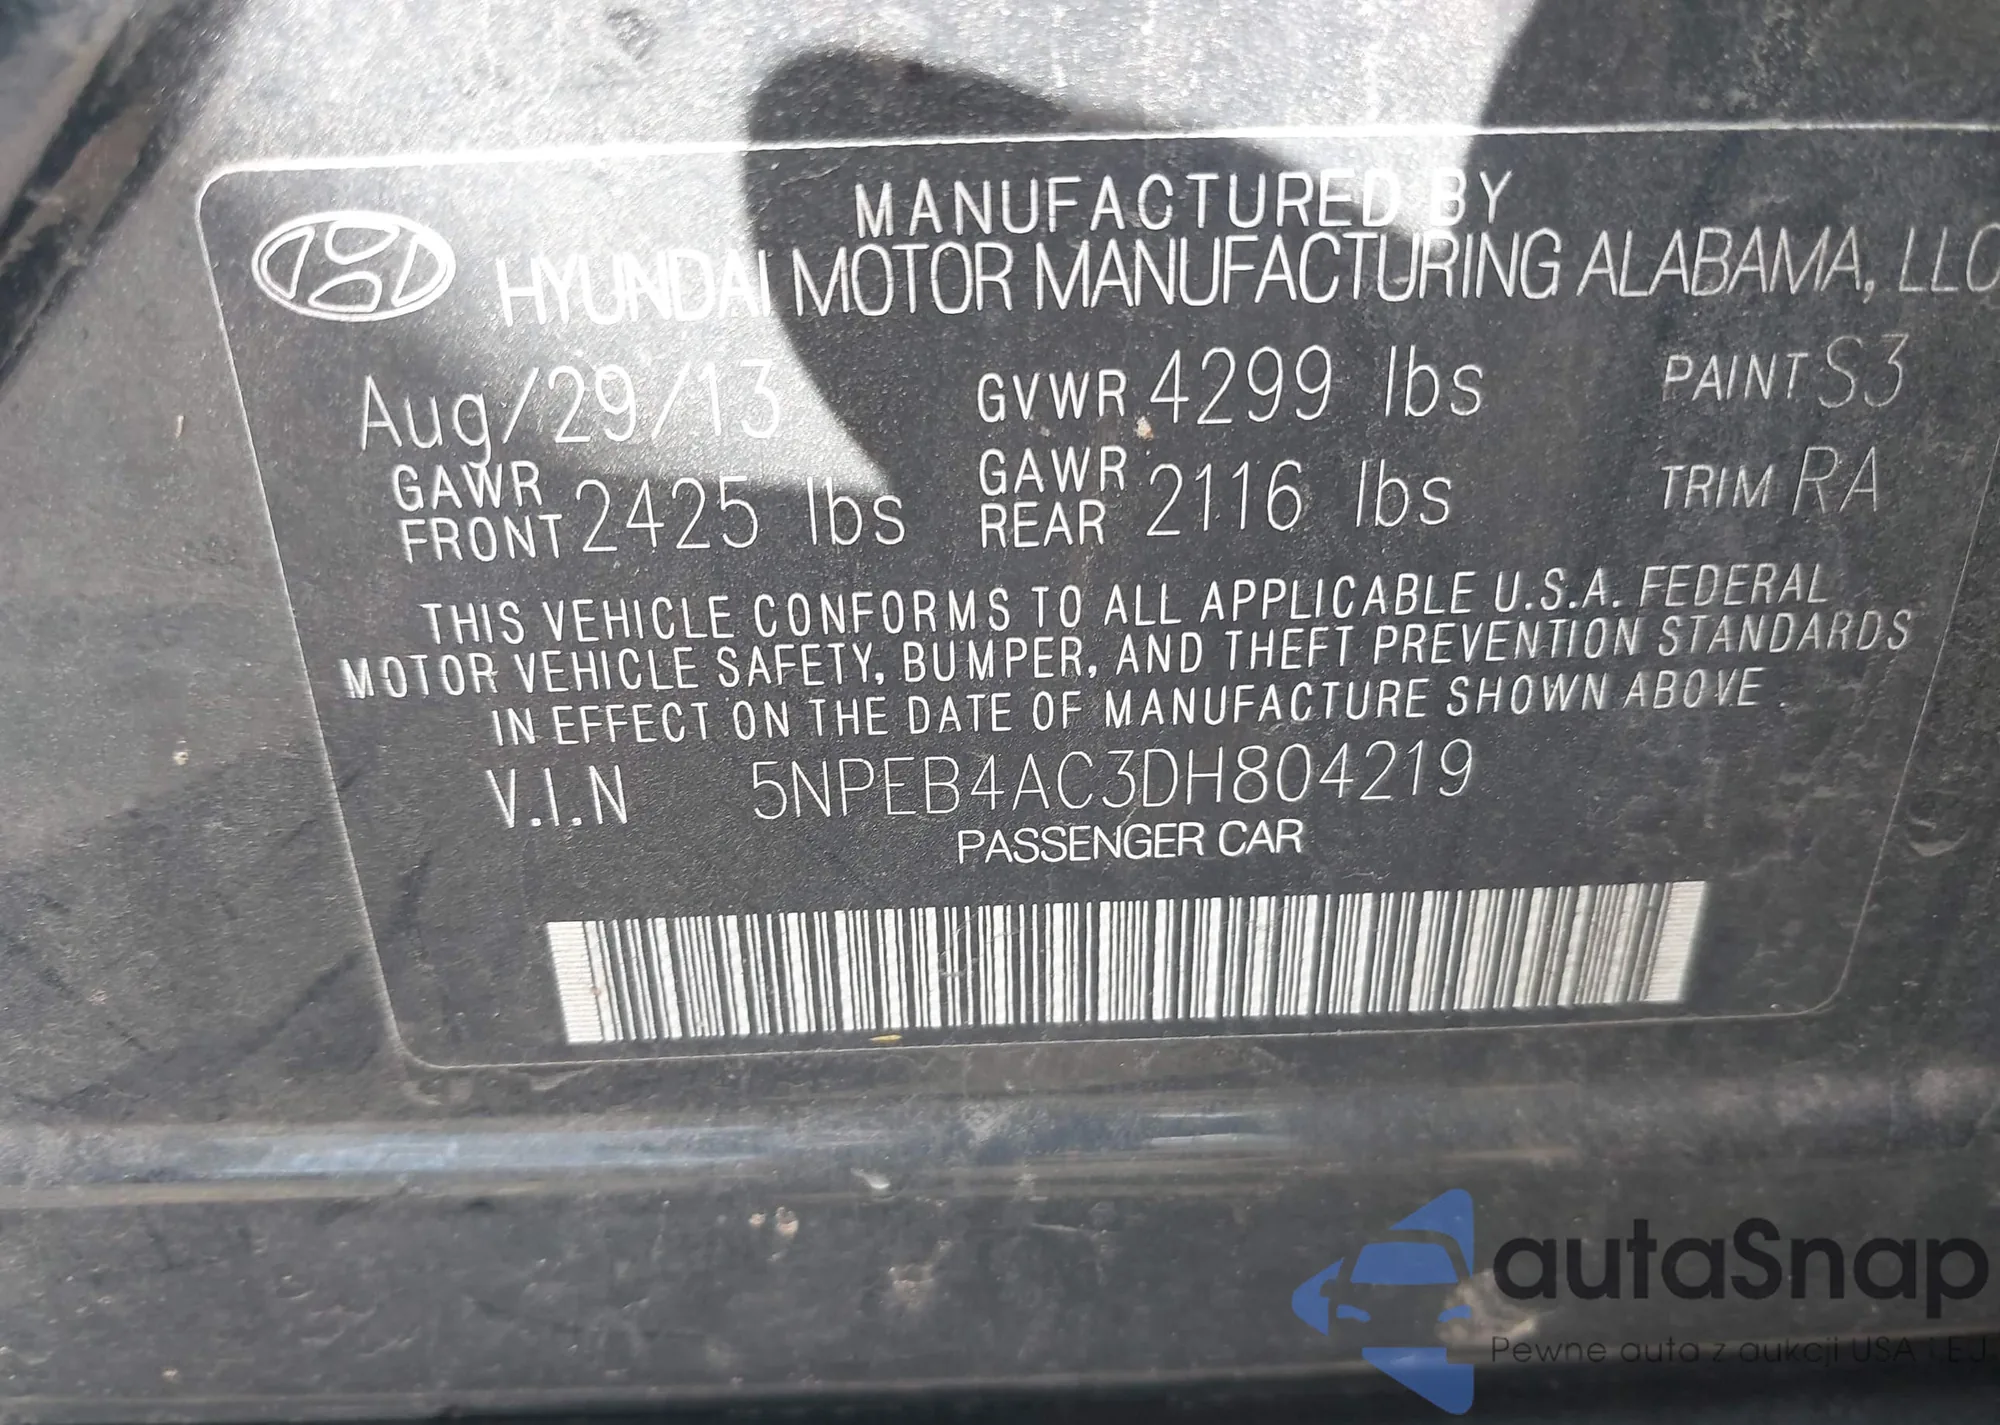 MANUFACTURED BY
HYUNDAI MOTOR MANUFACTURING ALABAMA, LLC
Aug/29/13 GVWR 4299 lbs PAINT S3
GAWR FRONT 2425 lbs GAWR REAR 2116 lbs TRIM RA
THIS VEHICLE CONFORMS TO ALL APPLICABLE U.S.A. FEDERAL
MOTOR VEHICLE SAFETY, BUMPER, AND THEFT PREVENTION STANDARDS
IN EFFECT ON THE DATE OF MANUFACTURE SHOWN ABOVE.
V.I.N 5NPEB4AC3DH804219
PASSENGER CAR
autaSnap
Pewne auta z aukcji USA i EJ